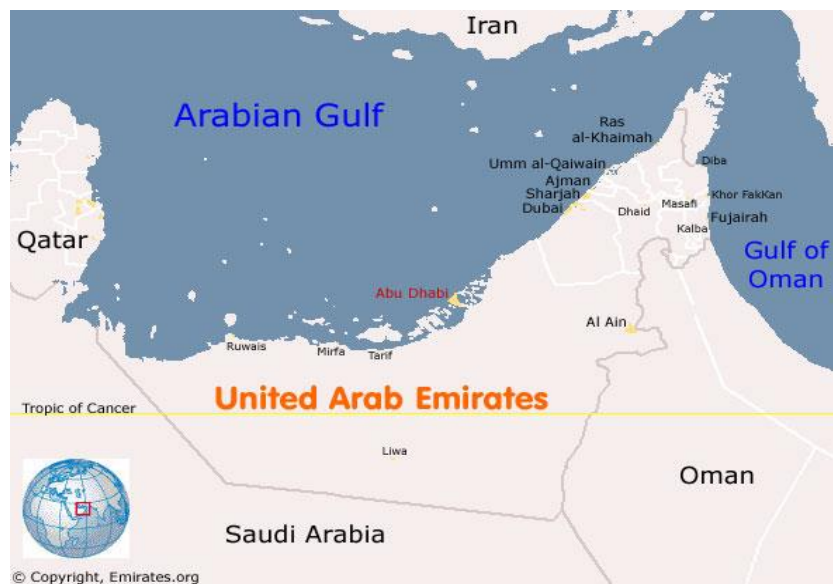 Iran
Arabian Gulf
Ras
al-Khaimah
Umm al-Qaiwain
Diba
Ajman
Sharjah
Khor FakKan
Dubai
Dhaid
Masafi
Fujairah
Kalba
Qatar
Gulf of
Oman
Abu Dhabi
Al Ain
Ruwais
Mirfa
Tarif
United Arab Emirates
Tropic of Cancer
Liwa
Oman
Saudi Arabia
© Copyright, Emirates.org